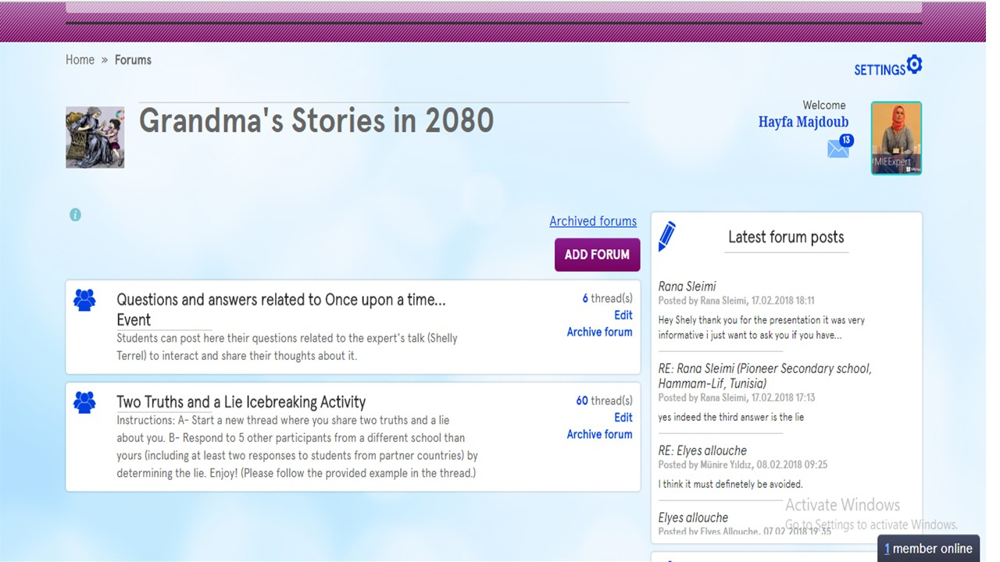 Home » Forums
SETTINGS
Grandma's Stories in 2080
Welcome
Hayfa Majdoub
13
#MIEExpert
Archived forums
ADD FORUM
Questions and answers related to Once upon a time...
Event
Students can post here their questions related to the expert's talk (Shelly
Terrel) to interact and share their thoughts about it.
6 thread(s)
Edit
Archive forum
Two Truths and a Lie Icebreaking Activity
Instructions: A- Start a new thread where you share two truths and a lie
about you. B- Respond to 5 other participants from a different school than
yours (including at least two responses to students from partner countries) by
determining the lie. Enjoy! (Please follow the provided example in the thread.)
60 thread(s)
Edit
Archive forum
Latest forum posts
Rana Sleimi
Posted by Rana Sleimi, 17.02.2018 18:11
Hey Shely thank you for the presentation it was very
informative i just want to ask you if you have...
RE: Rana Sleimi (Pioneer Secondary school,
Hammam-Lif, Tunisia)
Posted by Rana Sleimi, 17.02.2018 17:13
yes indeed the third answer is the lie
RE: Elyes allouche
Posted by Münire Yıldız, 08.02.2018 09:25
I think it must definetely be avoided.
Elyes allouche
Posted by Elyes Allouche, 07.02.2018 19:35
Activate Windows
Go to Settings to activate Windows.
1 member online